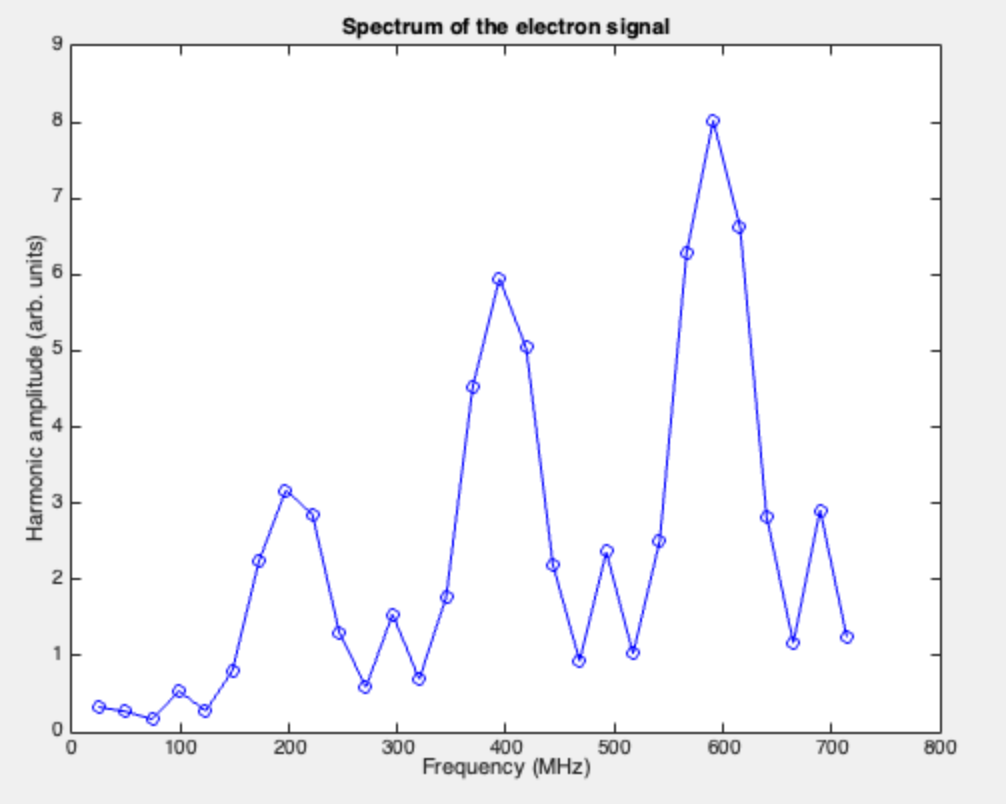 Spectrum of the electron signal
9
8
7
6
5
4
3
2
1
0
Harmonic amplitude (arb. units)
0 100 200 300 400 500 600 700 800
Frequency (MHz)